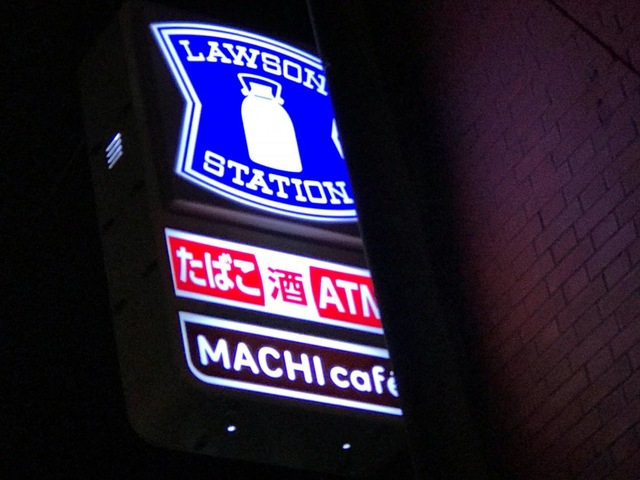 LAWSON
STATION
たばこ 酒 ATM
MACHI café